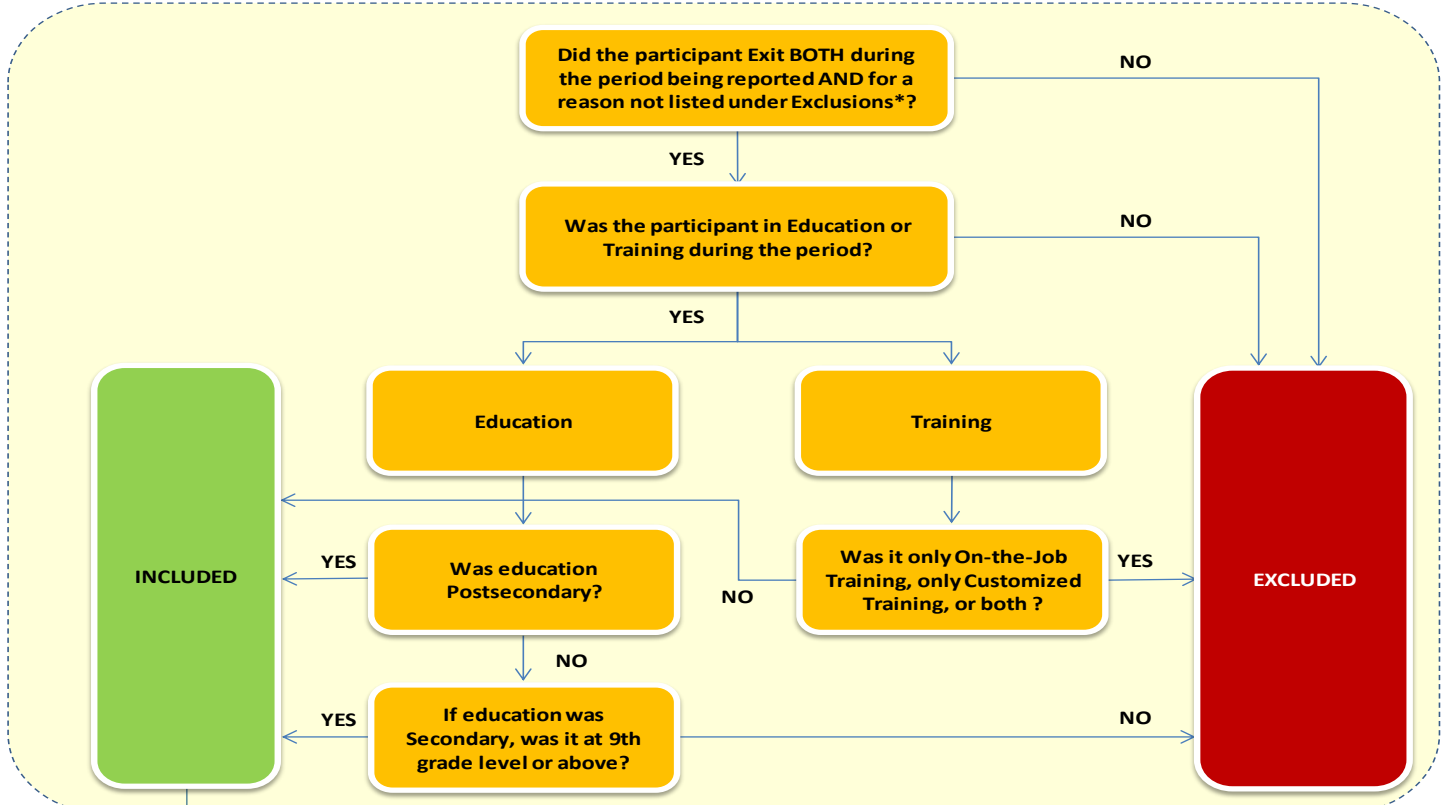 Did the participant Exit BOTH during
the period being reported AND for a
reason not listed under Exclusions*?
NO
YES
Was the participant in Education or
Training during the period?
NO
YES
Education
Training
INCLUDED
YES
Was education
Postsecondary?
NO
Was it only On-the-Job
Training, only Customized
Training, or both ?
YES
EXCLUDED
NO
YES
If education was
Secondary, was it at 9th
grade level or above?
NO